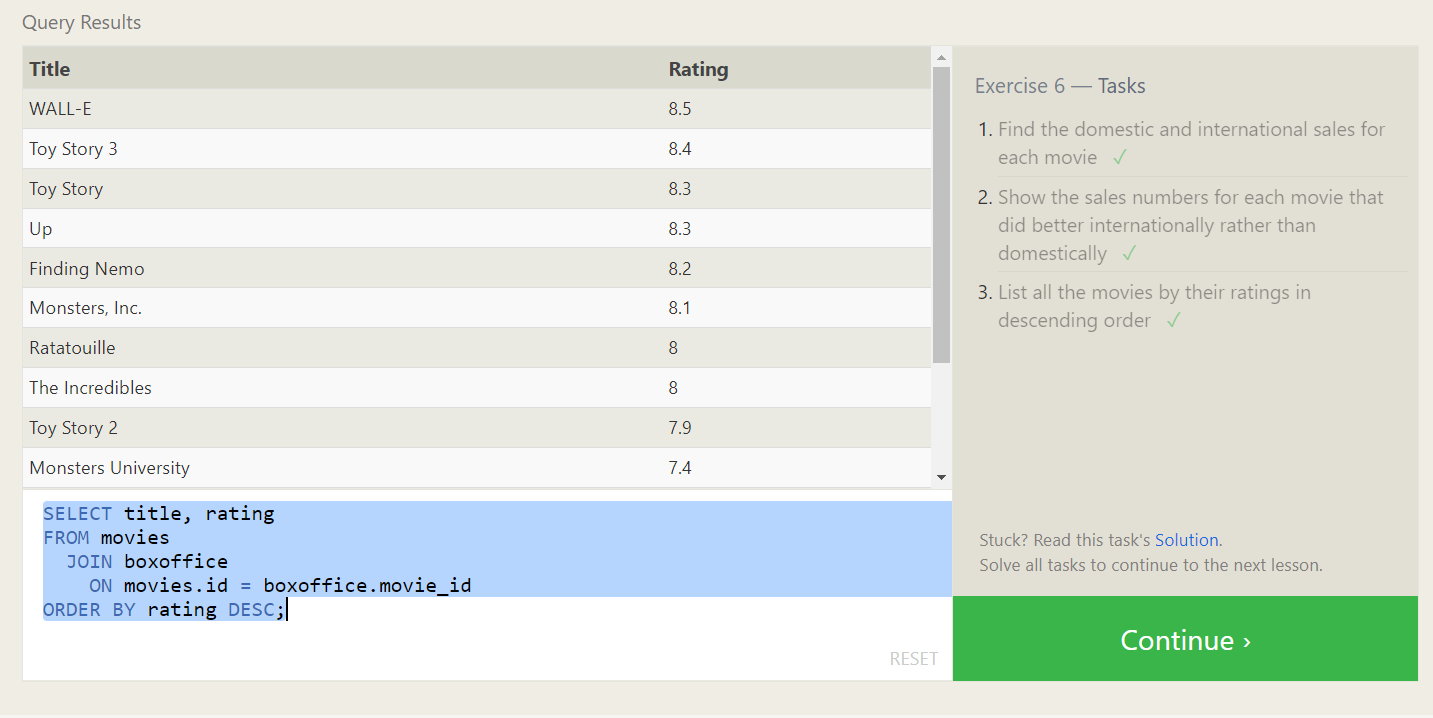 Query Results
Title Rating
WALL-E 8.5
Toy Story 3 8.4
Toy Story 8.3
Up 8.3
Finding Nemo 8.2
Monsters, Inc. 8.1
Ratatouille 8
The Incredibles 8
Toy Story 2 7.9
Monsters University 7.4
SELECT title, rating
FROM movies
  JOIN boxoffice
    ON movies.id = boxoffice.movie_id
ORDER BY rating DESC;
RESET
Exercise 6 — Tasks
1. Find the domestic and international sales for
each movie ✓
2. Show the sales numbers for each movie that
did better internationally rather than
domestically ✓
3. List all the movies by their ratings in
descending order ✓
Stuck? Read this task's Solution.
Solve all tasks to continue to the next lesson.
Continue ›